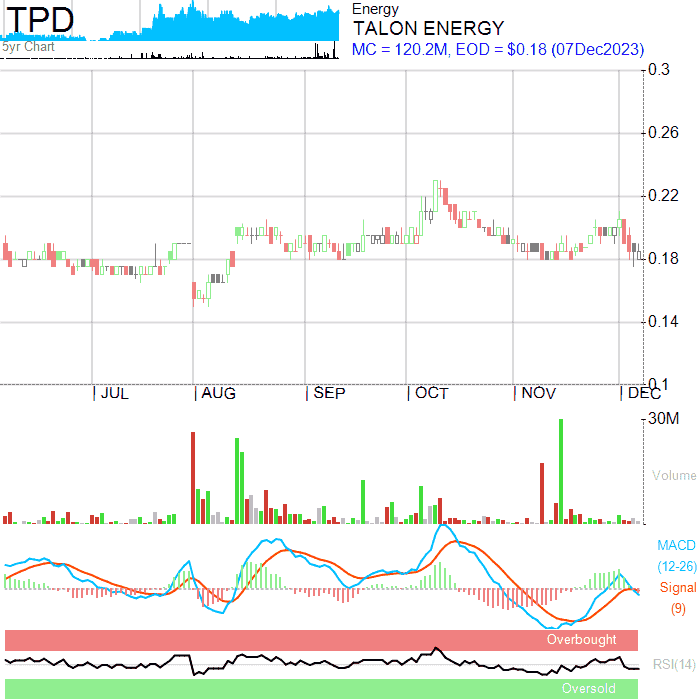 TPD
5yr Chart
Energy
TALON ENERGY
MC = 120.2M, EOD = $0.18 (07Dec2023)
0.3
0.26
0.22
0.18
0.14
0.1
JUL AUG SEP OCT NOV DEC
30M
Volume
MACD
(12-26)
Signal
(9)
Overbought
RSI(14)
Oversold